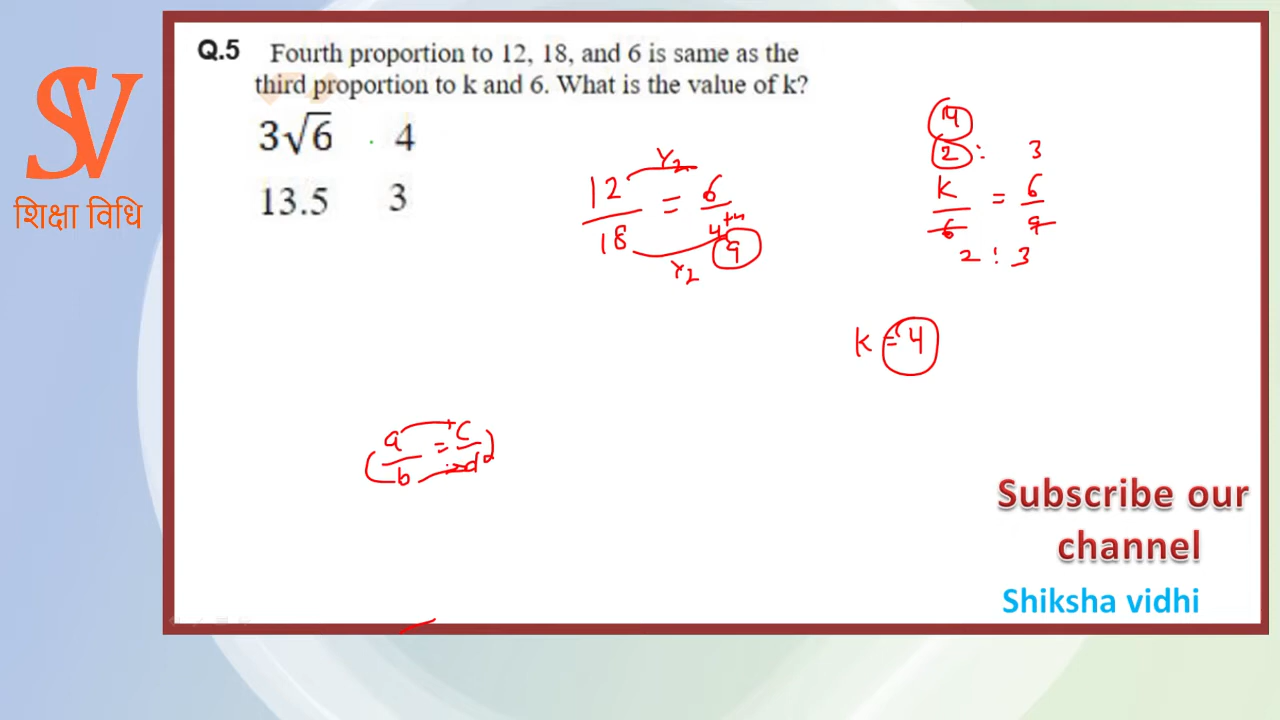 Q.5 Fourth proportion to 12, 18, and 6 is same as the
third proportion to k and 6. What is the value of k?
3√6 4
13.5 3
SV
शिक्षा विधि
12/18 = 6/9
4th
2 : 3
k/6 = 6/9
2 : 3
k = 4
a/b = c/d
Subscribe our
channel
Shiksha vidhi